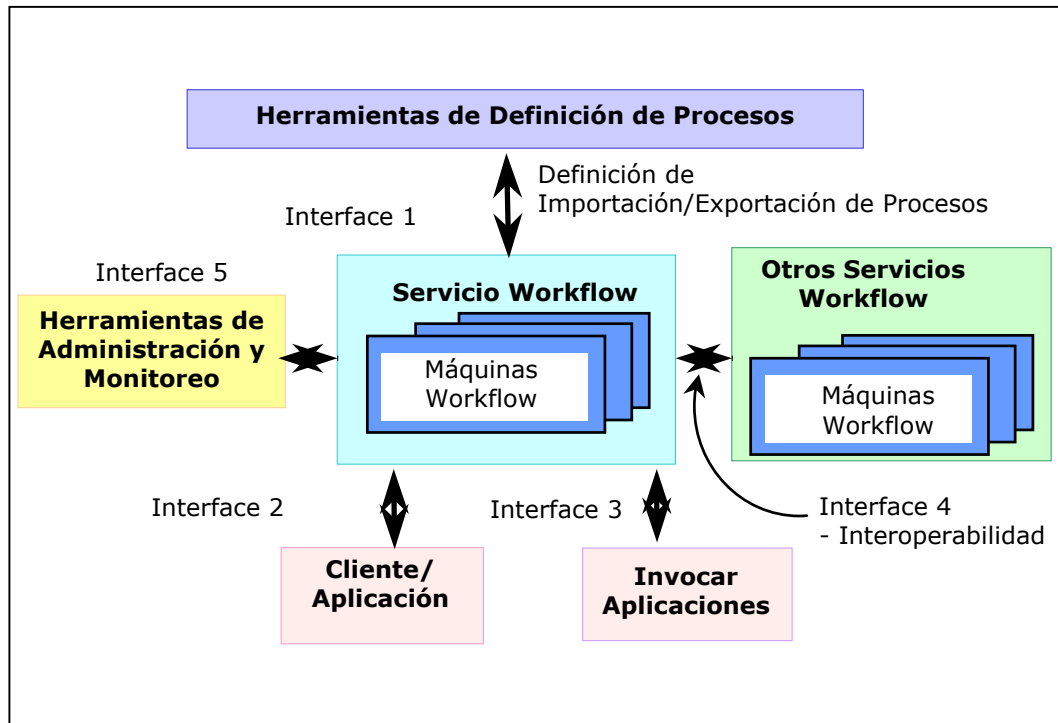 Herramientas de Definición de Procesos
Definición de
Importación/Exportación de Procesos
Interface 1
Interface 5
Herramientas de
Administración y
Monitoreo
Servicio Workflow
Máquinas
Workflow
Otros Servicios
Workflow
Máquinas
Workflow
Interface 2
Interface 3
Interface 4
- Interoperabilidad
Cliente/
Aplicación
Invocar
Aplicaciones